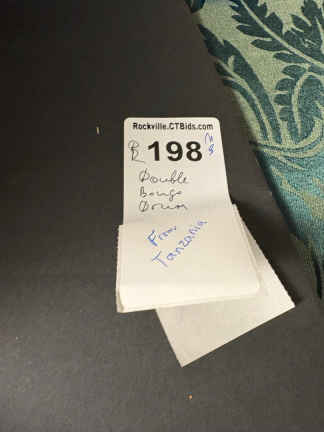 Rockville.CTBids.com
198
Double
Bongo
Drum
From
Tanzania